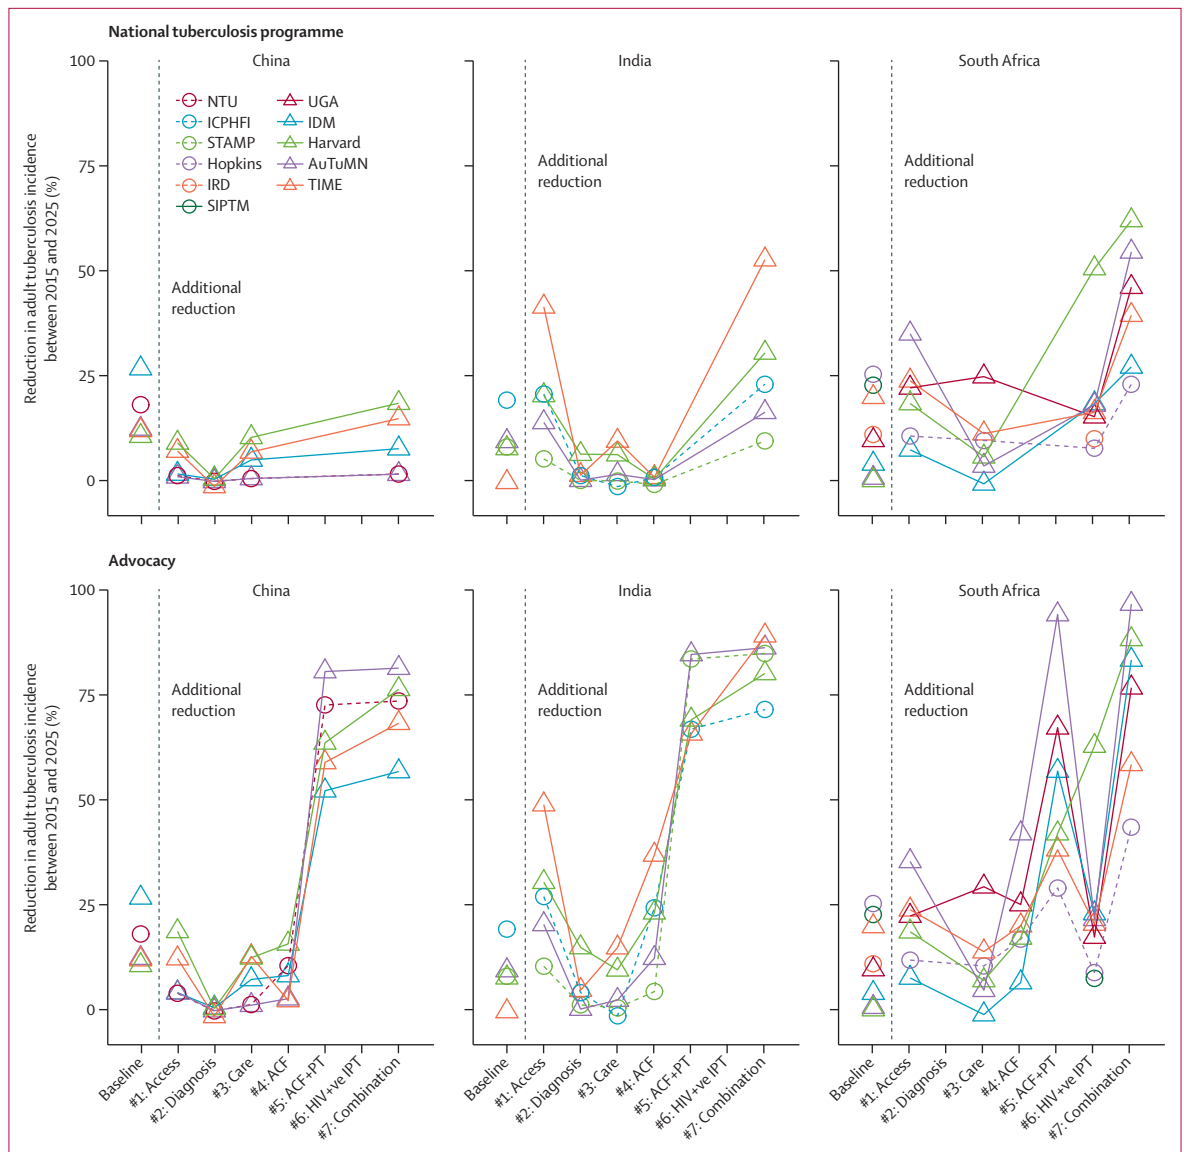 National tuberculosis programme
China
India
South Africa
Reduction in adult tuberculosis incidence
between 2015 and 2025 (%)
100
75
50
25
0
NTU
ICPHFI
STAMP
Hopkins
IRD
SIPTM
UGA
IDM
Harvard
AuTuMN
TIME
Additional
reduction
Additional
reduction
Additional
reduction
Advocacy
China
India
South Africa
Reduction in adult tuberculosis incidence
between 2015 and 2025 (%)
100
75
50
25
0
Additional
reduction
Additional
reduction
Additional
reduction
Baseline
#1: Access
#2: Diagnosis
#3: Care
#4: ACF
#5: ACF+PT
#6: HIV+ve IPT
#7: Combination
Baseline
#1: Access
#2: Diagnosis
#3: Care
#4: ACF
#5: ACF+PT
#6: HIV+ve IPT
#7: Combination
Baseline
#1: Access
#2: Diagnosis
#3: Care
#4: ACF
#5: ACF+PT
#6: HIV+ve IPT
#7: Combination